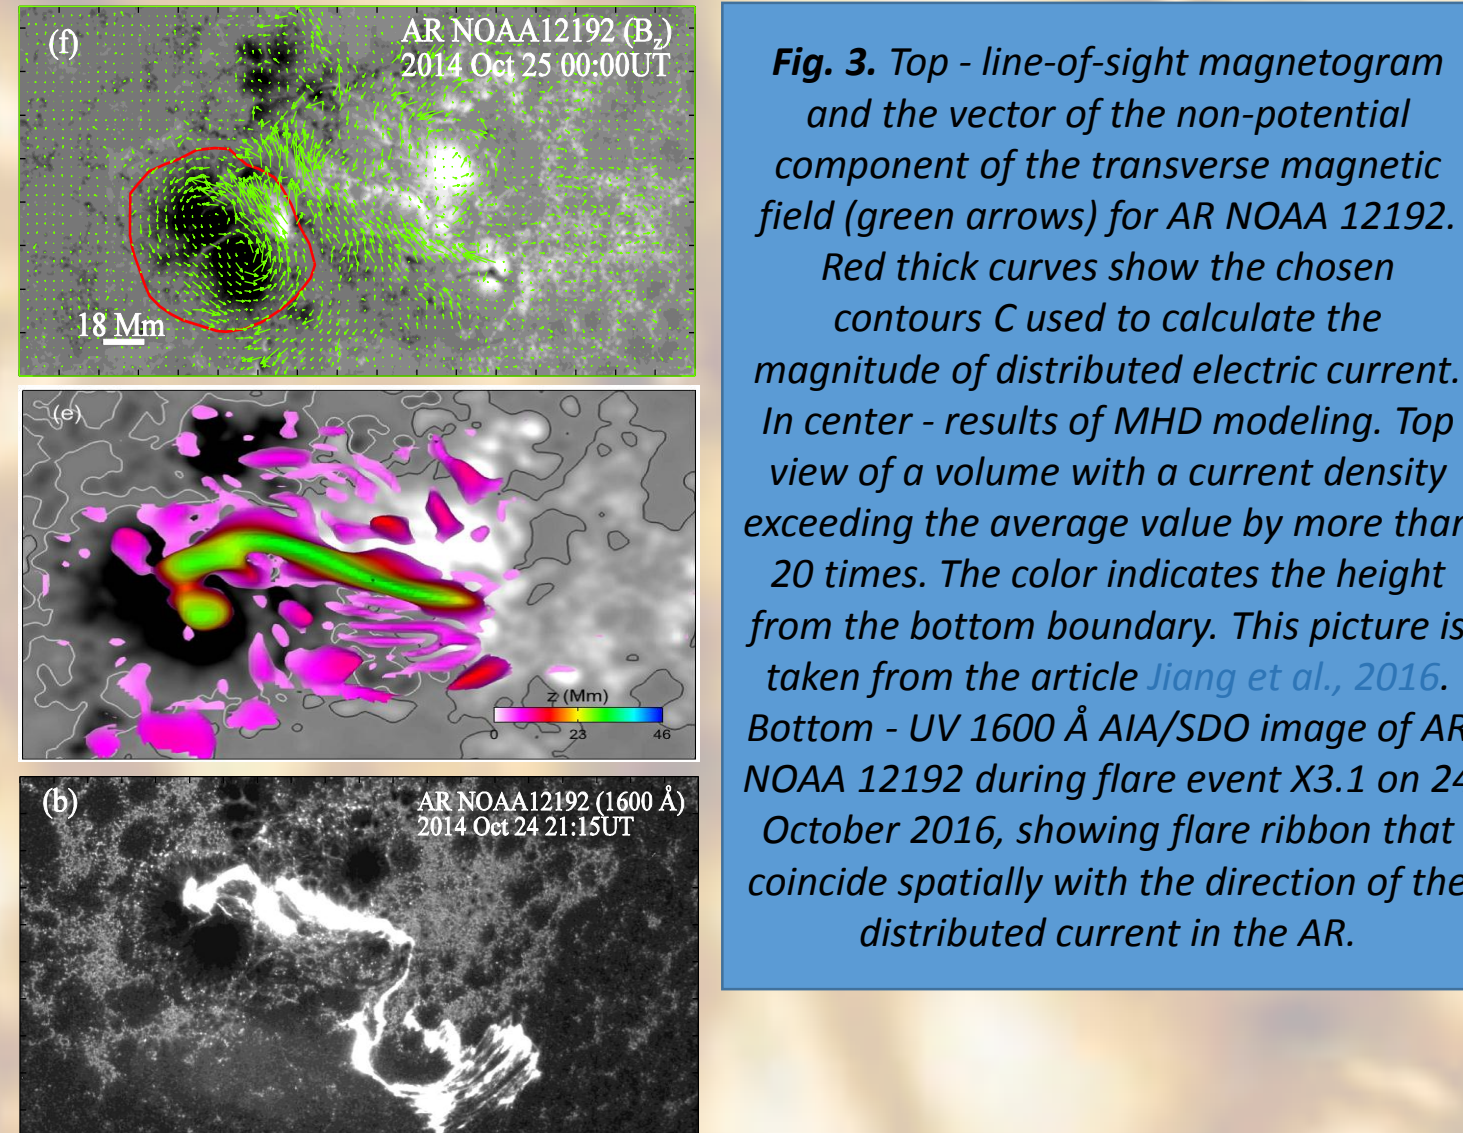 (f)
AR NOAA12192 (Bz)
2014 Oct 25 00:00UT
18 Mm
(e)
z (Mm)
0 23 46
(b)
AR NOAA12192 (1600 Å)
2014 Oct 24 21:15UT
Fig. 3. Top - line-of-sight magnetogram
and the vector of the non-potential
component of the transverse magnetic
field (green arrows) for AR NOAA 12192.
Red thick curves show the chosen
contours C used to calculate the
magnitude of distributed electric current.
In center - results of MHD modeling. Top
view of a volume with a current density
exceeding the average value by more than
20 times. The color indicates the height
from the bottom boundary. This picture is
taken from the article Jiang et al., 2016.
Bottom - UV 1600 Å AIA/SDO image of AR
NOAA 12192 during flare event X3.1 on 24
October 2016, showing flare ribbon that
coincide spatially with the direction of the
distributed current in the AR.